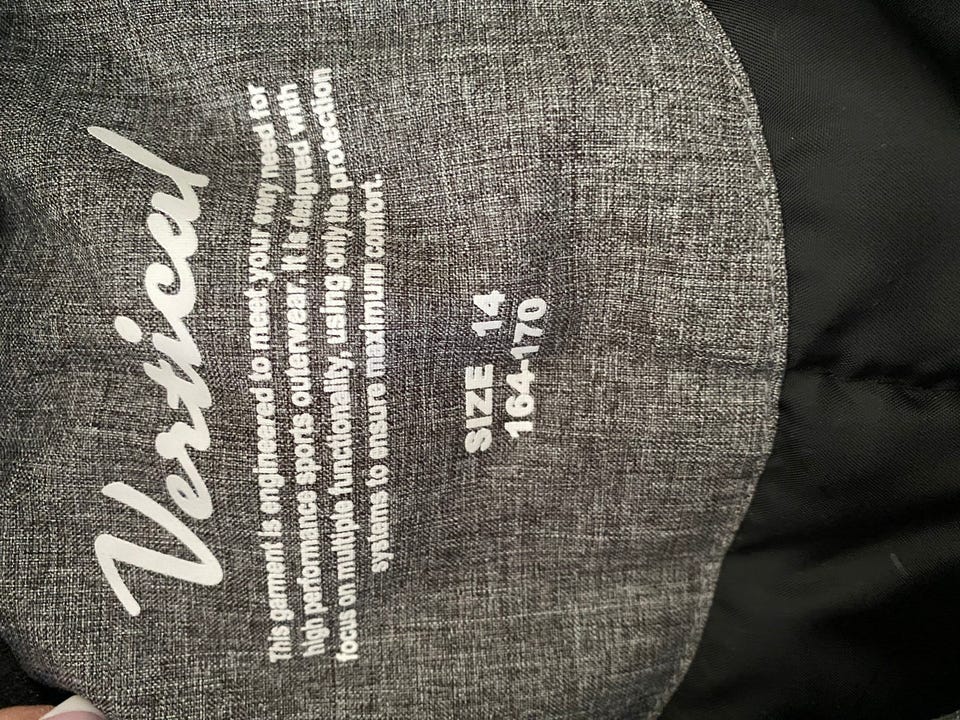 Vertical
This garment is engineered to meet your every need for
high performance sports outerwear. It is designed with
focus on multiple functionality, using only the protection
systems to ensure maximum comfort.
SIZE 14
164-170